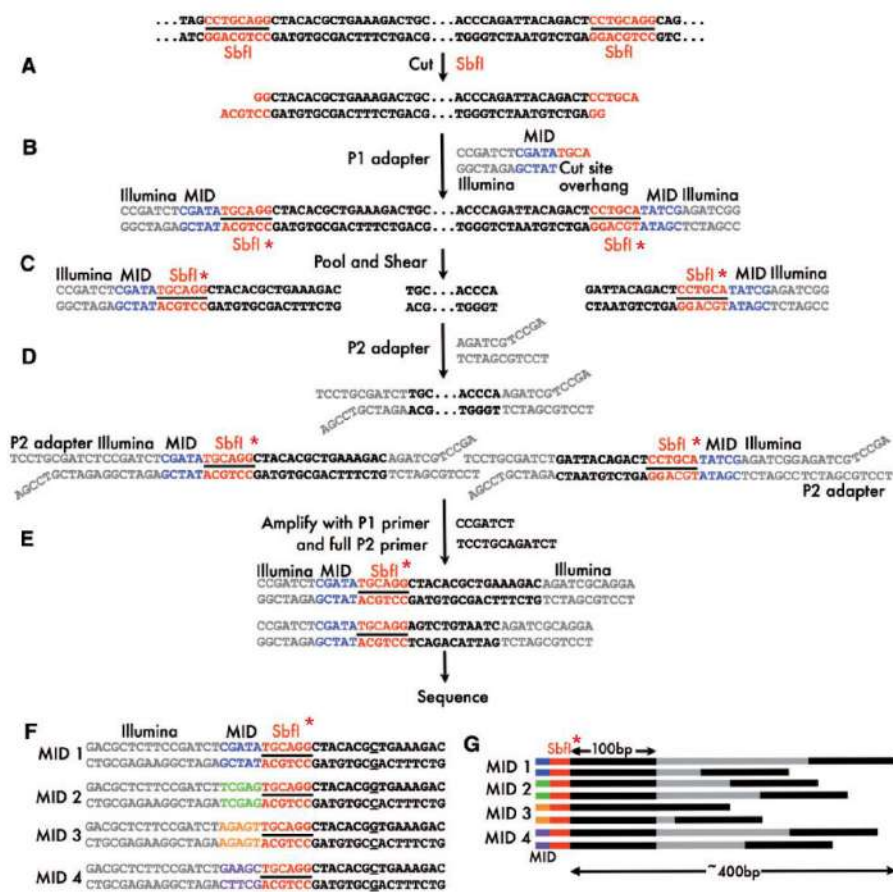 ...TAGCCTGCAGGCTACACGCTGAAAGACTGC...ACCCAGATTACAGACTCCTGCAGGCAG...
...ATCGGACGTCCGATGTGCGACTTTCTGACG...TGGGTCTAATGTCTGAGGACGTCCGTC...
SbfI SbfI
A Cut SbfI
GGCTACACGCTGAAAGACTGC...ACCCAGATTACAGACTCCTGCA
ACGTCCGATGTGCGACTTTCTGACG...TGGGTCTAATGTCTGAGG
B P1 adapter MID
CCGATCTCGATATGCA
GGCTAGAGCTAT Cut site
Illumina overhang
Illumina MID MID Illumina
CCGATCTCGATATGCAGGCTACACGCTGAAAGACTGC...ACCCAGATTACAGACTCCTGCATATCGAGATCGG
GGCTAGAGCTATACGTCCGATGTGCGACTTTCTGACG...TGGGTCTAATGTCTGAGGACGTATAGCTCTAGCC
SbfI * SbfI *
C Pool and Shear
Illumina MID SbfI * SbfI * MID Illumina
CCGATCTCGATATGCAGGCTACACGCTGAAAGAC TGC...ACCCA GATTACAGACTCCTGCATATCGAGATCGG
GGCTAGAGCTATACGTCCGATGTGCGACTTTCTG ACG...TGGGT CTAATGTCTGAGGACGTATAGCTCTAGCC
D P2 adapter
AGATCGTCCGA
TCTAGCGTCCT
TCCTGCGATCTTGC...ACCCAAGATCGTCCGA
AGCCTGCTAGAACG...TGGGTTCTAGCGTCCT
P2 adapter Illumina MID SbfI * SbfI * MID Illumina
TCCTGCGATCTCCGATCTCGATATGCAGGCTACACGCTGAAAGACAGATCGTCCGA TCCTGCGATCTGATTACAGACTCCTGCATATCGAGATCGGAGATCGTCCGA
AGCCTGCTAGAGGCTAGAGCTATACGTCCGATGTGCGACTTTCTGTCTAGCGTCCT AGCCTGCTAGACTAATGTCTGAGGACGTATAGCTCTAGCCTCTAGCGTCCT
P2 adapter
E Amplify with P1 primer CCGATCT
and full P2 primer TCCTGCAGATCT
Illumina MID SbfI * Illumina
CCGATCTCGATATGCAGGCTACACGCTGAAAGACAGATCGCAGGA
GGCTAGAGCTATACGTCCGATGTGCGACTTTCTGTCTAGCGTCCT
CCGATCTCGATATGCAGGAGTCTGTAATCAGATCGCAGGA
GGCTAGAGCTATACGTCCTCAGACATTAGTCTAGCGTCCT
Sequence
F Illumina MID SbfI *
MID 1 GACGCTCTTCCGATCTCGATATGCAGGCTACACGCTGAAAGAC
CTGCGAGAAGGCTAGAGCTATACGTCCGATGTGCGACTTTCTG
MID 2 GACGCTCTTCCGATCTTCGAGTGCAGGCTACACGGTGAAAGAC
CTGCGAGAAGGCTAGATCGAGACGTCCGATGTGCCACTTTCTG
MID 3 GACGCTCTTCCGATCTAGAGTTGCAGGCTACACGGTGAAAGAC
CTGCGAGAAGGCTAGAAGAGTACGTCCGATGTGCCACTTTCTG
MID 4 GACGCTCTTCCGATCTGAAGCTGCAGGCTACACGCTGAAAGAC
CTGCGAGAAGGCTAGACTTCGACGTCCGATGTGCGACTTTCTG
G SbfI * 100bp
MID 1
MID 2
MID 3
MID 4
MID ~400bp